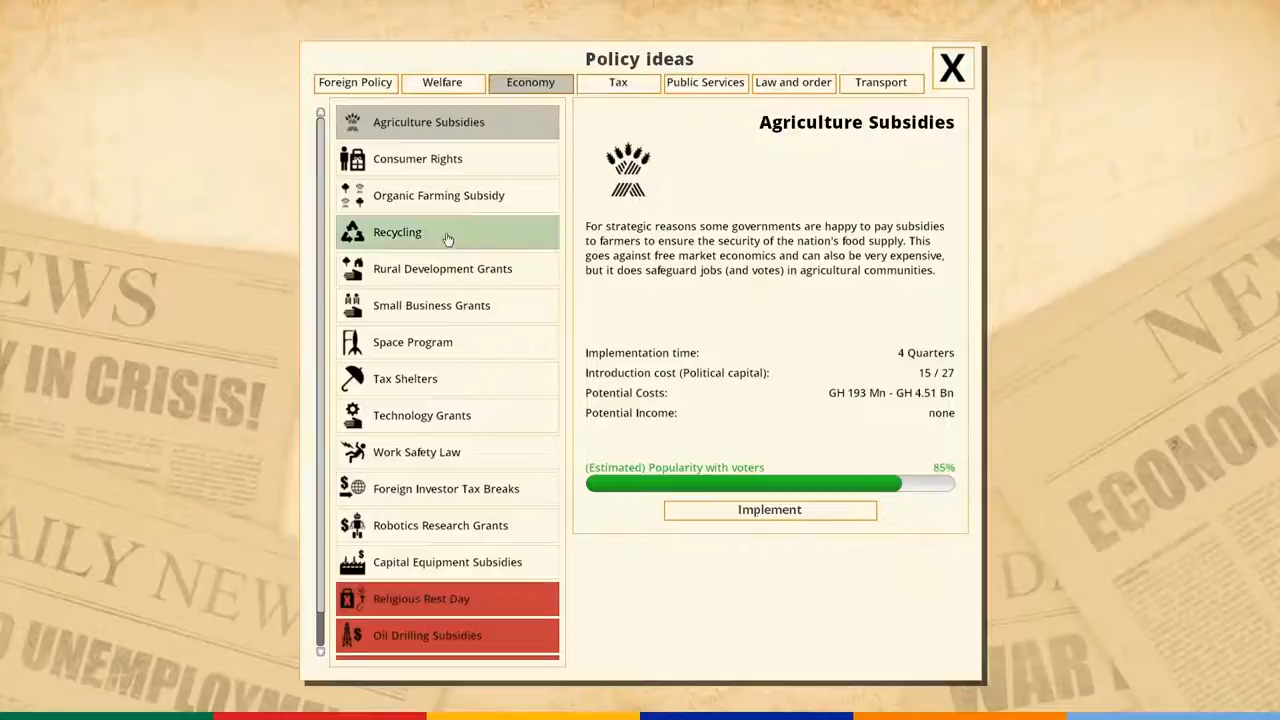 Policy ideas
X
Foreign Policy
Welfare
Economy
Tax
Public Services
Law and order
Transport
Agriculture Subsidies
Consumer Rights
Organic Farming Subsidy
Recycling
Rural Development Grants
Small Business Grants
Space Program
Tax Shelters
Technology Grants
Work Safety Law
Foreign Investor Tax Breaks
Robotics Research Grants
Capital Equipment Subsidies
Religious Rest Day
Oil Drilling Subsidies
Agriculture Subsidies
For strategic reasons some governments are happy to pay subsidies
to farmers to ensure the security of the nation's food supply. This
goes against free market economics and can also be very expensive,
but it does safeguard jobs (and votes) in agricultural communities.
Implementation time: 4 Quarters
Introduction cost (Political capital): 15 / 27
Potential Costs: GH 193 Mn - GH 4.51 Bn
Potential Income: none
(Estimated) Popularity with voters 85%
Implement
EWS
Y IN CRISIS!
AILY NEW
O UNEMPLOYM
NE
ECONOM
DA
WAR